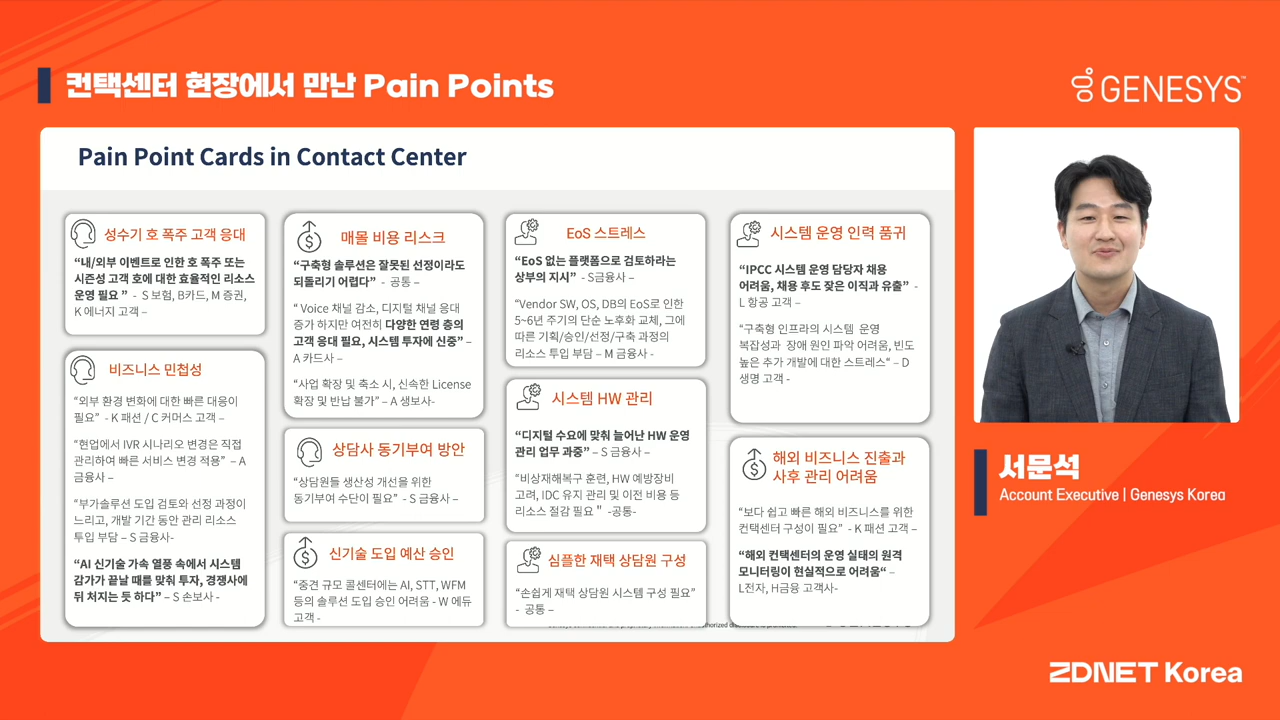 컨택센터 현장에서 만난 Pain Points
GENESYS
Pain Point Cards in Contact Center
성수기 호 폭주 고객 응대
“내/외부 이벤트로 인한 호 폭주 또는
시즌성 고객 호에 대한 효율적인 리소스
운영 필요 ” - S 보험, B카드, M 증권,
K 에너지 고객 –
비즈니스 민첩성
“외부 환경 변화에 대한 빠른 대응이
필요” - K 패션 / C 커머스 고객 –
“현업에서 IVR 시나리오 변경은 직접
관리하여 빠른 서비스 변경 적용” – A
금융사 –
“부가솔루션 도입 검토와 선정 과정이
느리고, 개발 기간 동안 관리 리소스
투입 부담 – S 금융사-
“AI 신기술 가속 열풍 속에서 시스템
감가가 끝날 때를 맞춰 투자, 경쟁사에
뒤 처지는 듯 하다” – S 손보사 -
매몰 비용 리스크
“구축형 솔루션은 잘못된 선정이라도
되돌리기 어렵다” - 공통 –
“ Voice 채널 감소, 디지털 채널 응대
증가 하지만 여전히 다양한 연령 층의
고객 응대 필요, 시스템 투자에 신중” –
A 카드사 –
“사업 확장 및 축소 시, 신속한 License
확장 및 반납 불가” – A 생보사-
상담사 동기부여 방안
“상담원들 생산성 개선을 위한
동기부여 수단이 필요” - S 금융사 –
신기술 도입 예산 승인
“중견 규모 콜센터에는 AI, STT, WFM
등의 솔루션 도입 승인 어려움 - W 에듀
고객 -
EoS 스트레스
“EoS 없는 플랫폼으로 검토하라는
상부의 지시” - S금융사 –
“Vendor SW, OS, DB의 EoS로 인한
5~6년 주기의 단순 노후화 교체, 그에
따른 기획/승인/선정/구축 과정의
리소스 투입 부담 – M 금융사 -
시스템 HW 관리
“디지털 수요에 맞춰 늘어난 HW 운영
관리 업무 과중” – S 금융사 –
“비상재해복구 훈련, HW 예방장비
고려, IDC 유지 관리 및 이전 비용 등
리소스 절감 필요＂ -공통-
심플한 재택 상담원 구성
“손쉽게 재택 상담원 시스템 구성 필요”
- 공통 –
시스템 운영 인력 품귀
“IPCC 시스템 운영 담당자 채용
어려움, 채용 후도 잦은 이직과 유출” -
L 항공 고객 –
“구축형 인프라의 시스템 운영
복잡성과 장애 원인 파악 어려움, 빈도
높은 추가 개발에 대한 스트레스“ – D
생명 고객 -
해외 비즈니스 진출과
사후 관리 어려움
“보다 쉽고 빠른 해외 비즈니스를 위한
컨택센터 구성이 필요” - K 패션 고객 –
“해외 컨택센터의 운영 실태의 원격
모니터링이 현실적으로 어려움“ –
L전자, H금융 고객사-
서문석
Account Executive | Genesys Korea
ZDNET Korea